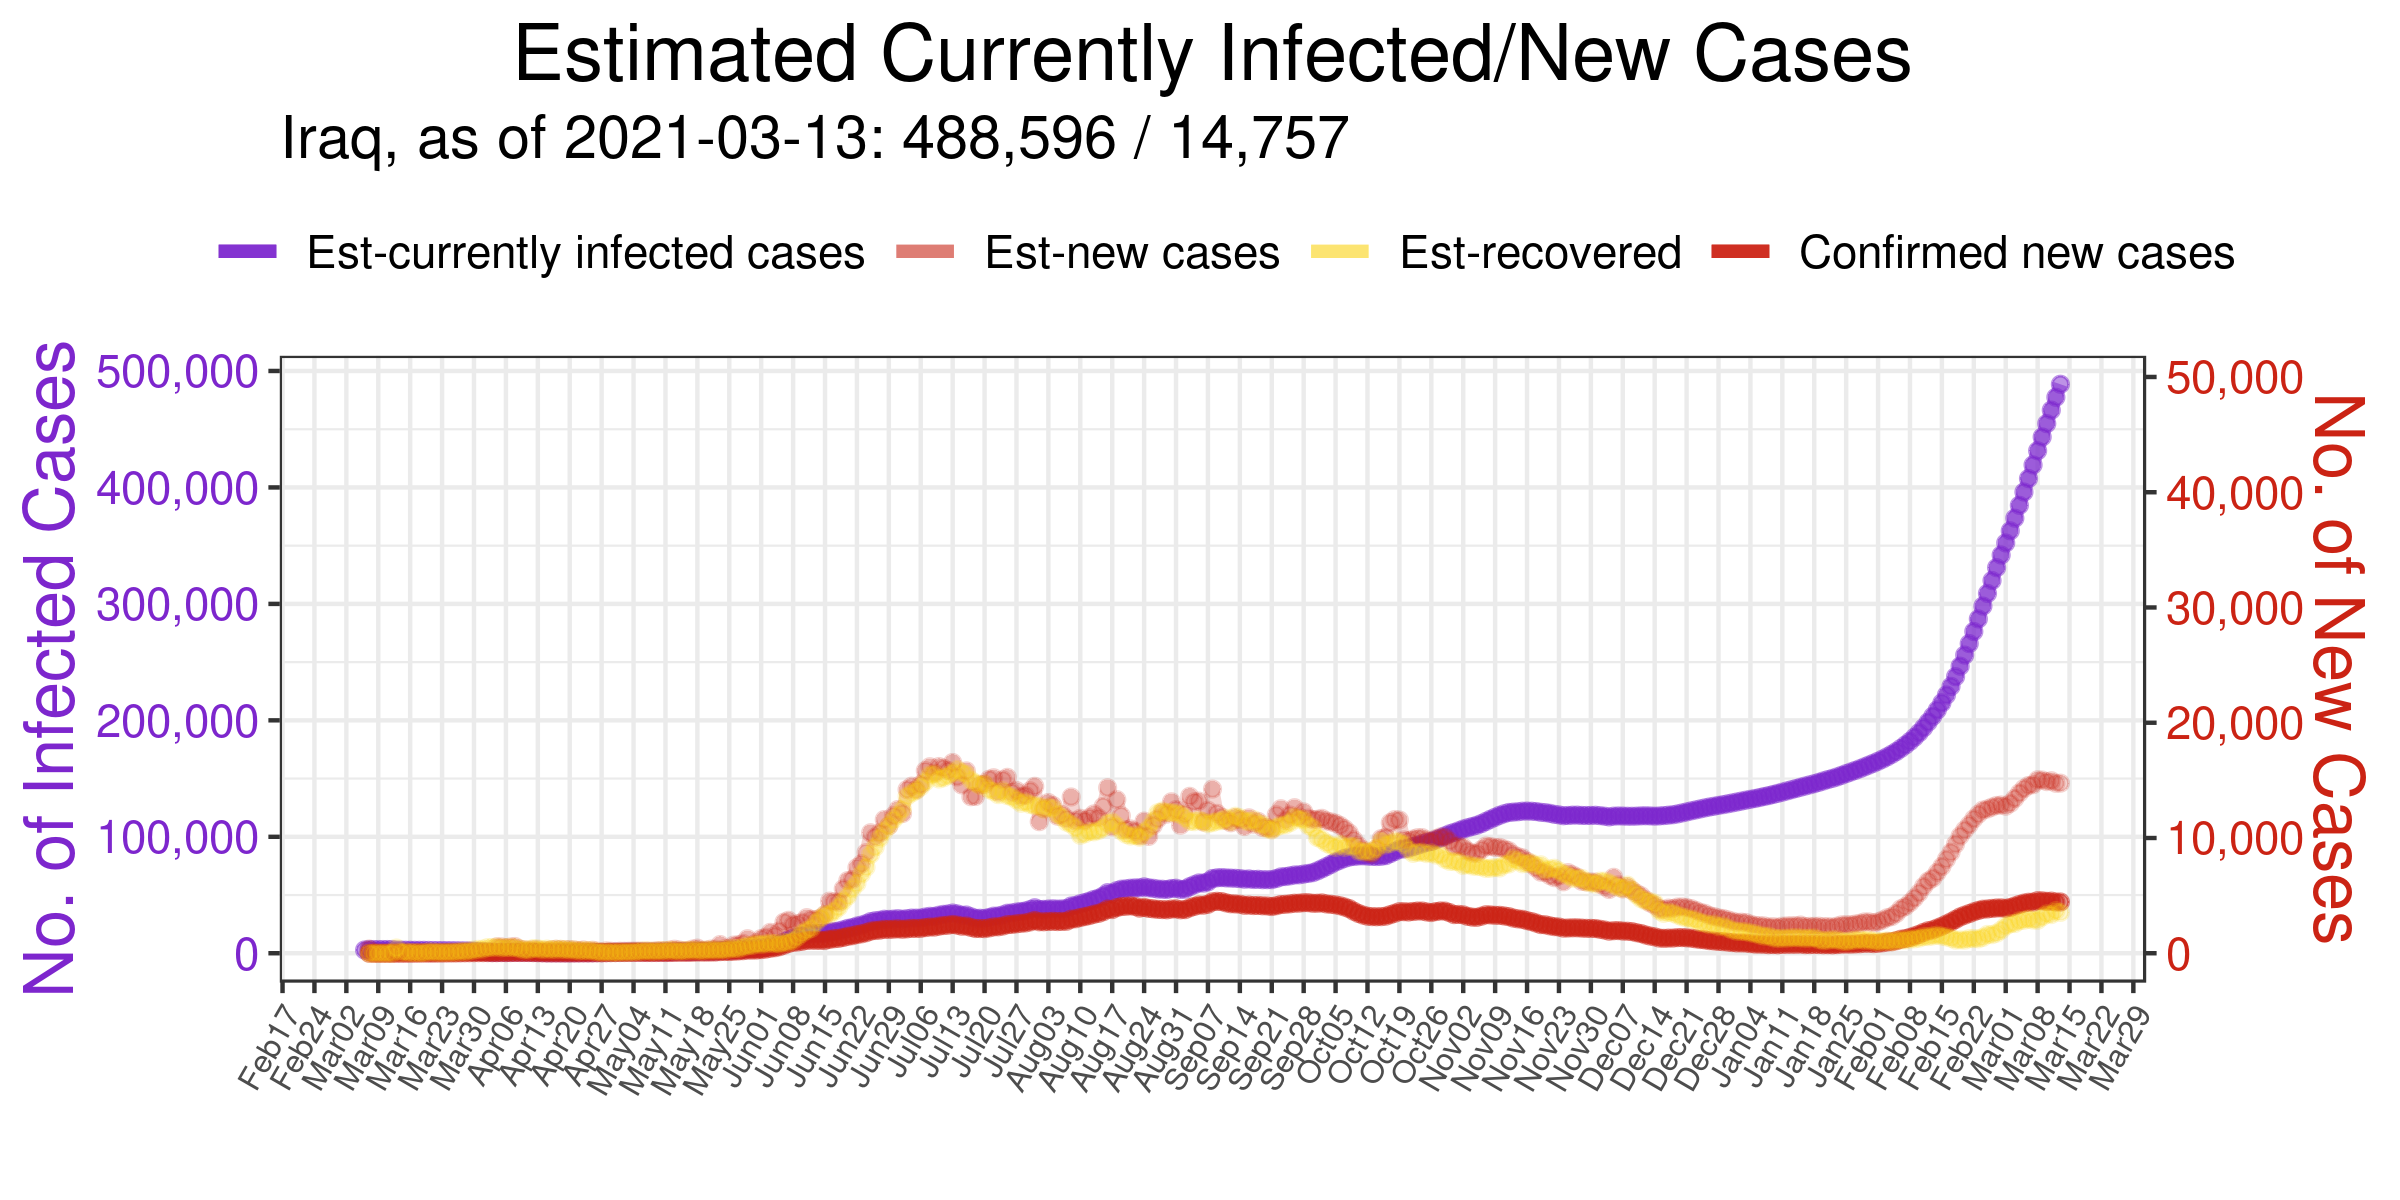 Estimated Currently Infected/New Cases
Iraq, as of 2021-03-13: 488,596 / 14,757
Est-currently infected cases Est-new cases Est-recovered Confirmed new cases
No. of Infected Cases
500,000
400,000
300,000
200,000
100,000
0
50,000
40,000
30,000
20,000
10,000
0
No. of New Cases
Feb17
Feb24
Mar02
Mar09
Mar16
Mar23
Mar30
Apr06
Apr13
Apr20
Apr27
May04
May11
May18
May25
Jun01
Jun08
Jun15
Jun22
Jun29
Jul06
Jul13
Jul20
Jul27
Aug03
Aug10
Aug17
Aug24
Aug31
Sep07
Sep14
Sep21
Sep28
Oct05
Oct12
Oct19
Oct26
Nov02
Nov09
Nov16
Nov23
Nov30
Dec07
Dec14
Dec21
Dec28
Jan04
Jan11
Jan18
Jan25
Feb01
Feb08
Feb15
Feb22
Mar01
Mar08
Mar15
Mar22
Mar29